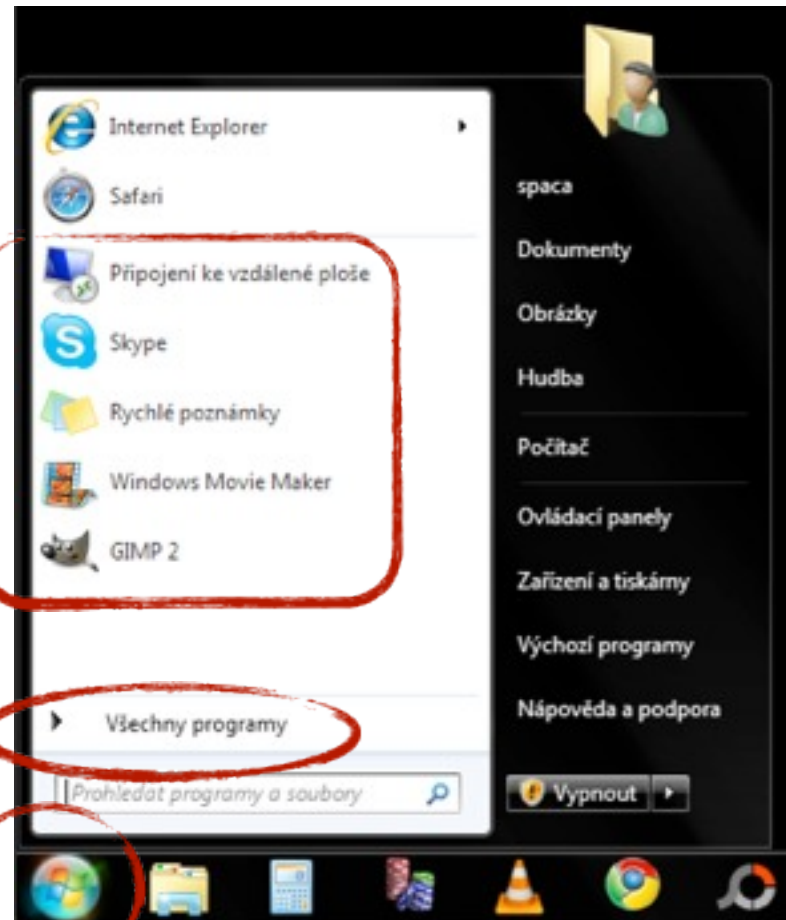 Internet Explorer
Safari
Připojení ke vzdálené ploše
Skype
Rychlé poznámky
Windows Movie Maker
GIMP 2
Všechny programy
Prohledat programy a soubory
spaca
Dokumenty
Obrázky
Hudba
Počítač
Ovládací panely
Zařízení a tiskárny
Výchozí programy
Nápověda a podpora
Vypnout